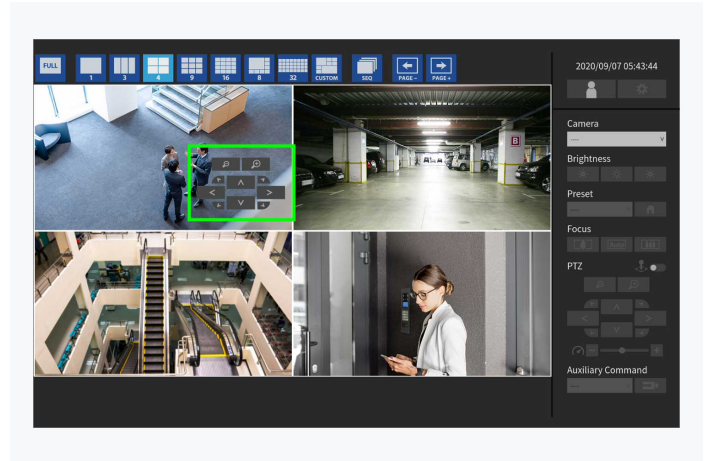 FULL
1
3
4
9
16
8
32
CUSTOM
SEQ
PAGE−
PAGE+
2020/09/07 05:43:44
B
Camera
----
Brightness
Preset
----
Focus
Auto
PTZ
Auxiliary Command
----